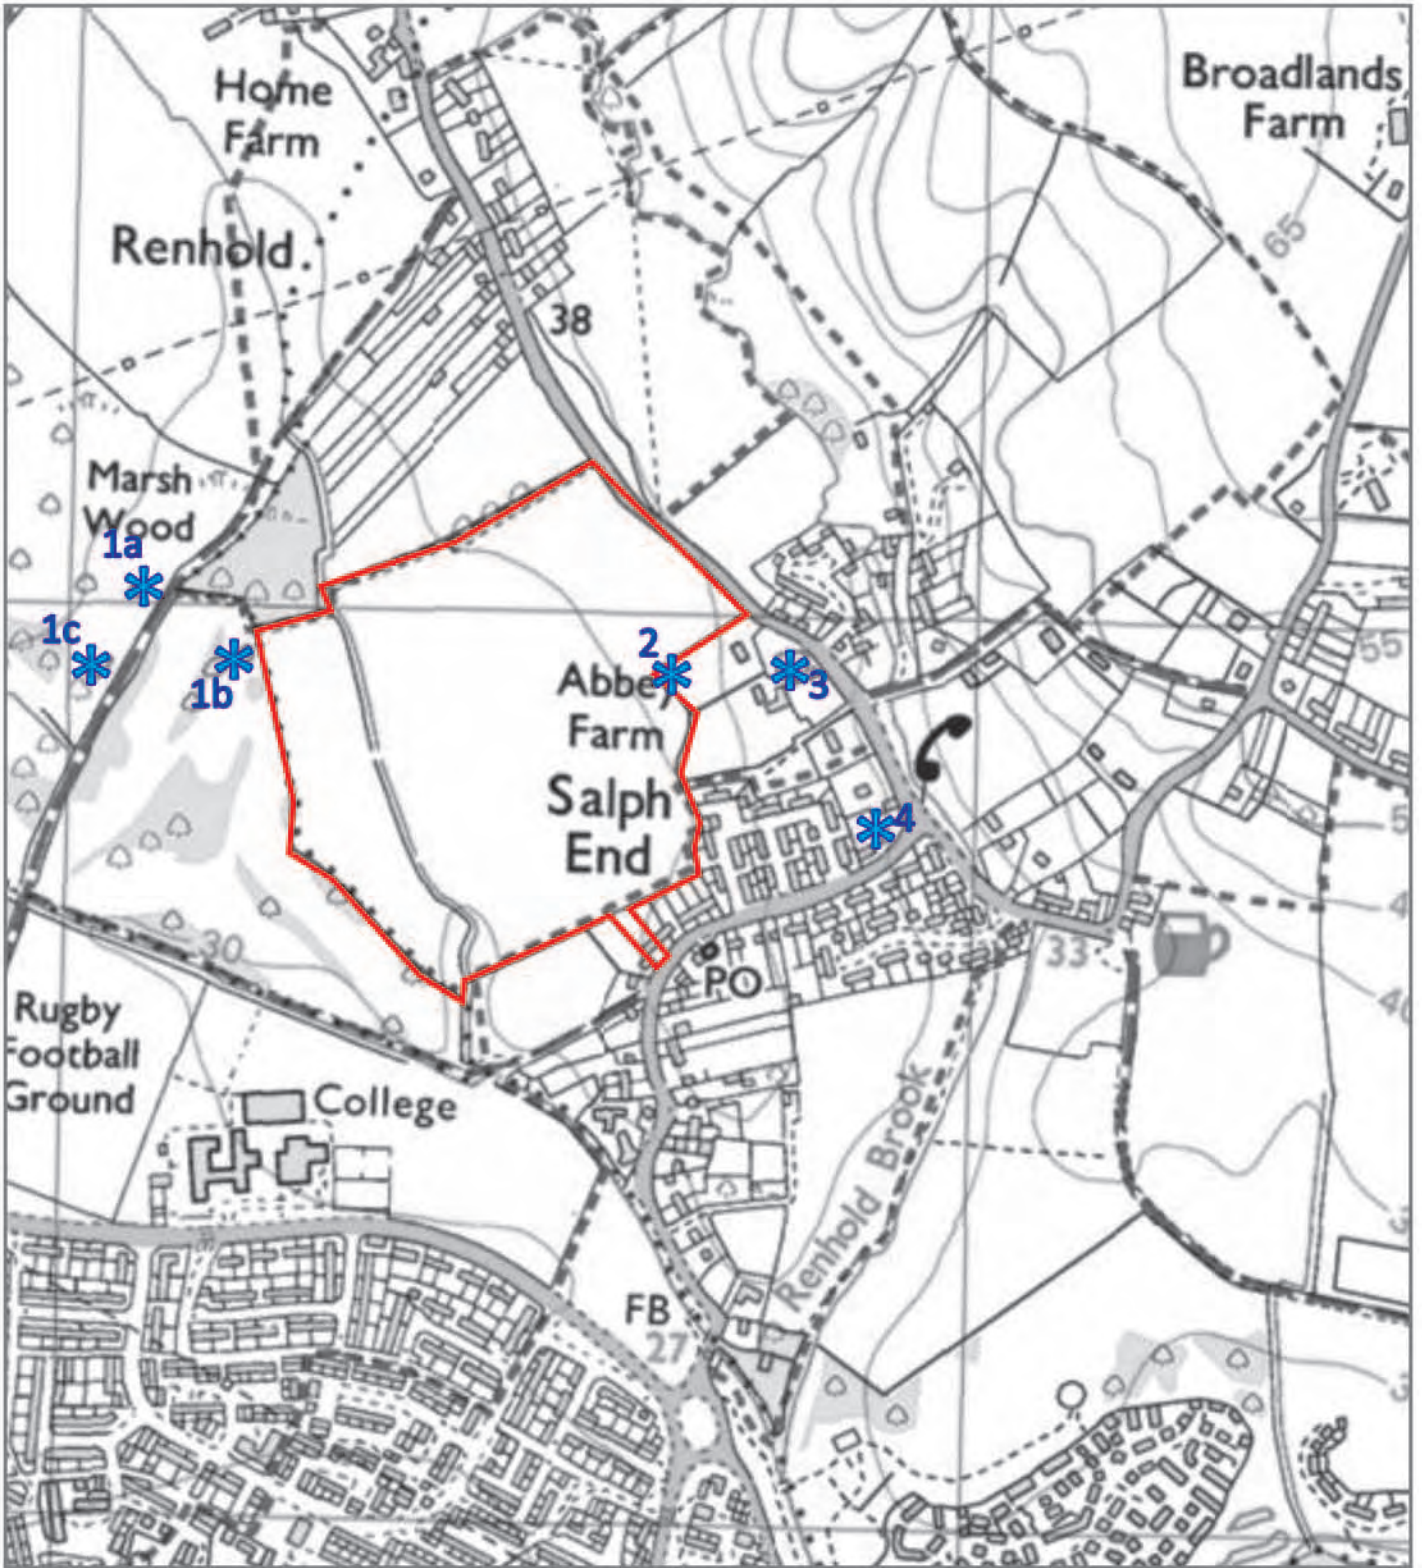 Home
Farm
Broadlands
Farm
Renhold
65
38
Marsh
Wood
1a
1c
1b
2
3
55
Abbey
Farm
Salph
End
4
30
33
PO
Rugby
Football
Ground
College
Renhold Brook
FB
27